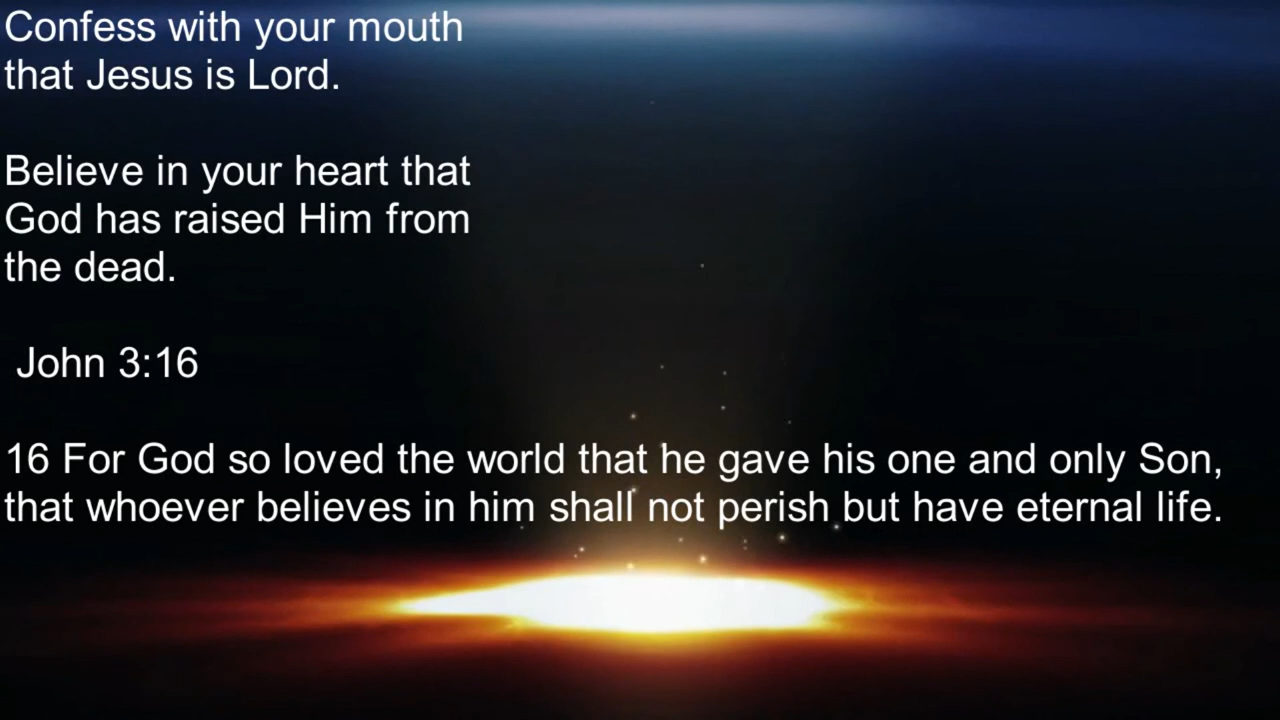 Confess with your mouth
that Jesus is Lord.
Believe in your heart that
God has raised Him from
the dead.
John 3:16
16 For God so loved the world that he gave his one and only Son,
that whoever believes in him shall not perish but have eternal life.